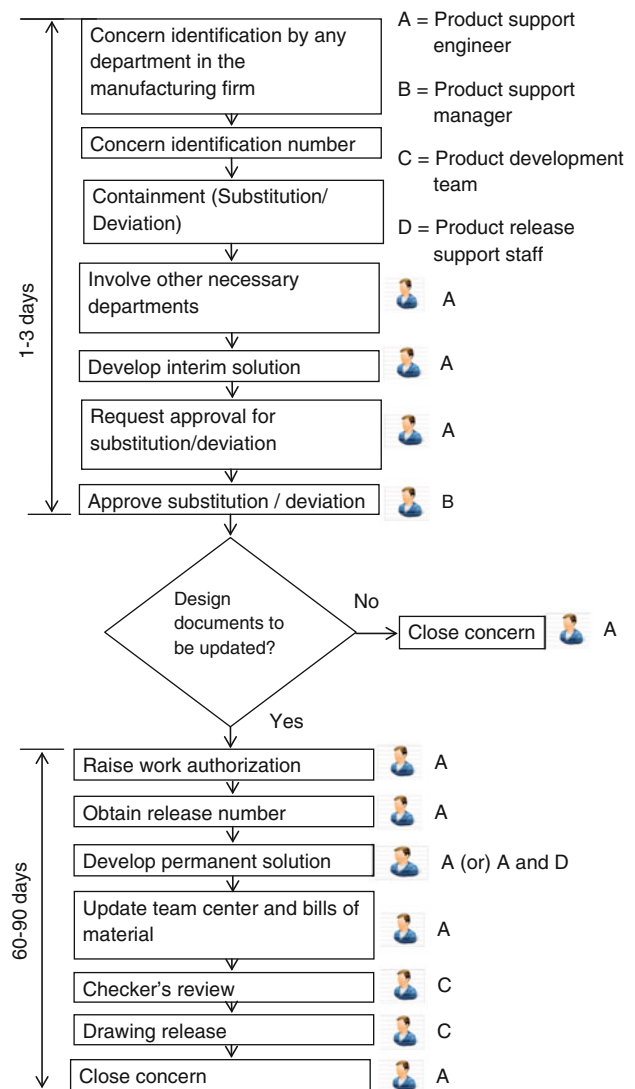 Concern identification by any
department in the
manufacturing firm
A = Product support
engineer
B = Product support
manager
C = Product development
team
D = Product release
support staff
Concern identification number
Containment (Substitution/
Deviation)
Involve other necessary
departments
A
Develop interim solution
A
Request approval for
substitution/deviation
A
Approve substitution / deviation
B
1-3 days
Design
documents to
be updated?
No
Close concern
A
Yes
Raise work authorization
A
Obtain release number
A
Develop permanent solution
A (or) A and D
Update team center and bills of
material
A
Checker's review
C
Drawing release
C
Close concern
A
60-90 days